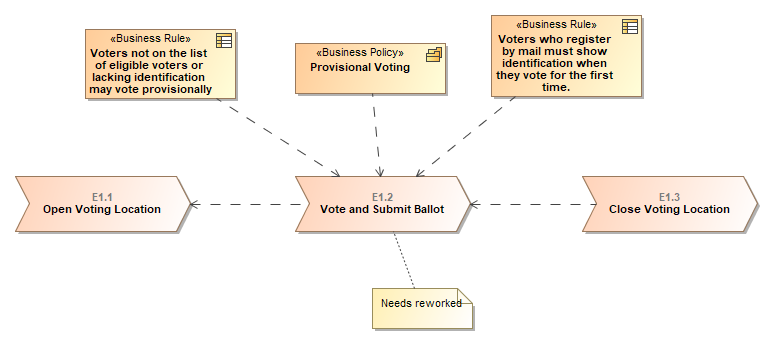 «Business Rule»
Voters not on the list
of eligible voters or
lacking identification
may vote provisionally
«Business Policy»
Provisional Voting
«Business Rule»
Voters who register
by mail must show
identification when
they vote for the first
time.
E1.1
Open Voting Location
E1.2
Vote and Submit Ballot
E1.3
Close Voting Location
Needs reworked